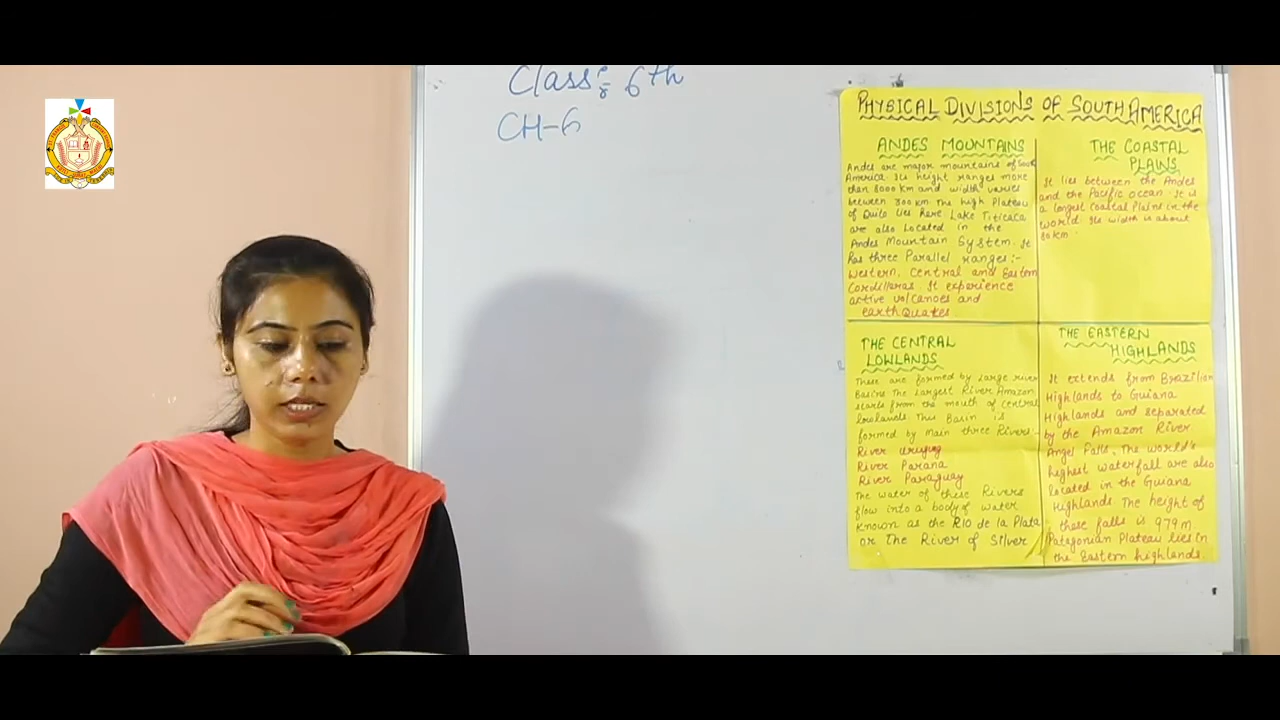 Class:- 6th
CH-6
PHYSICAL DIVISIONS OF SOUTH AMERICA
ANDES MOUNTAINS
Andes are major mountains of South
America. Its height ranges more
than 8000 km and width varies
between 300 km. The high Plateau
of Quito lies here Lake Titicaca
are also Located in the
Andes Mountain System. It
has three Parallel ranges:-
Western, Central and Eastern
Cordilleras. It experience
active volcanoes and
earthQuakes
THE COASTAL
PLAINS
It lies between the Andes
and the Pacific ocean. It is
a longest Coastal Plains in the
world. Its width is about
80km.
THE CENTRAL
LOWLANDS
These are formed by Large river
Basins The Largest River Amazon
starts from the mouth of central
lowlands This Basin is
formed by main three Rivers:-
River
River Parana
River Paraguay
The water of these Rivers
flow into a body of water
known as the RIO de la Plata
or The River of Silver
THE EASTERN
HIGHLANDS
It extends from Brazilian
Highlands to Guiana
Highlands and separated
by the Amazon River
Angel Falls, The world's
highest waterfall are also
located in the Guiana
Highlands The height of
these falls is 979 m.
Patagonian Plateau lies in
the Eastern highlands.